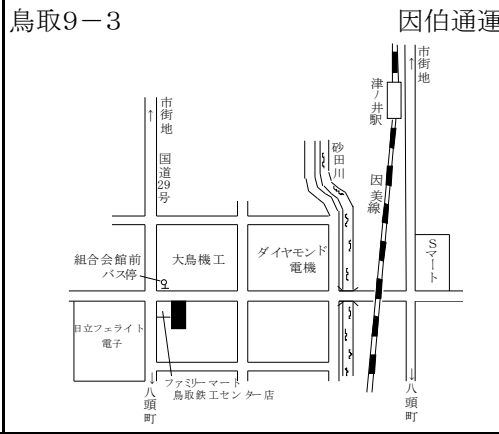 鳥取9-3
因伯通運
↑市街地
国道29号
砂田川
津ノ井駅
因美線
↑市街地
Sマート
組合会館前
バス停
大鳥機工
ダイヤモンド
電機
日立フェライト
電子
ファミリーマート
鳥取鉄工センター店
↓八頭町
↓八頭町